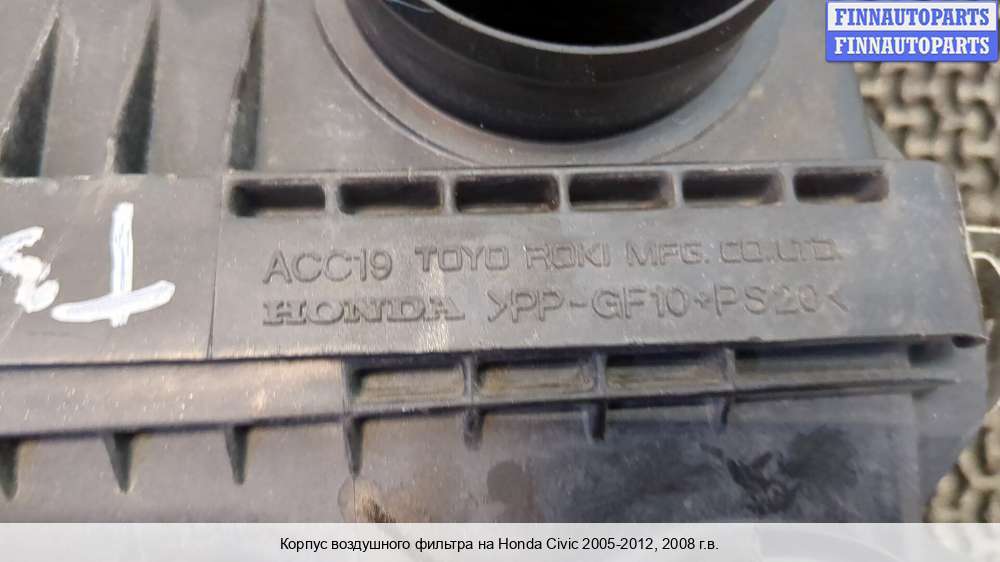 FINNAUTOPARTS
FINNAUTOPARTS
ACC19 TOYO ROKI MFG. CO.LTD.
HONDA >PP-GF10+PS20<
Корпус воздушного фильтра на Honda Civic 2005-2012, 2008 г.в.